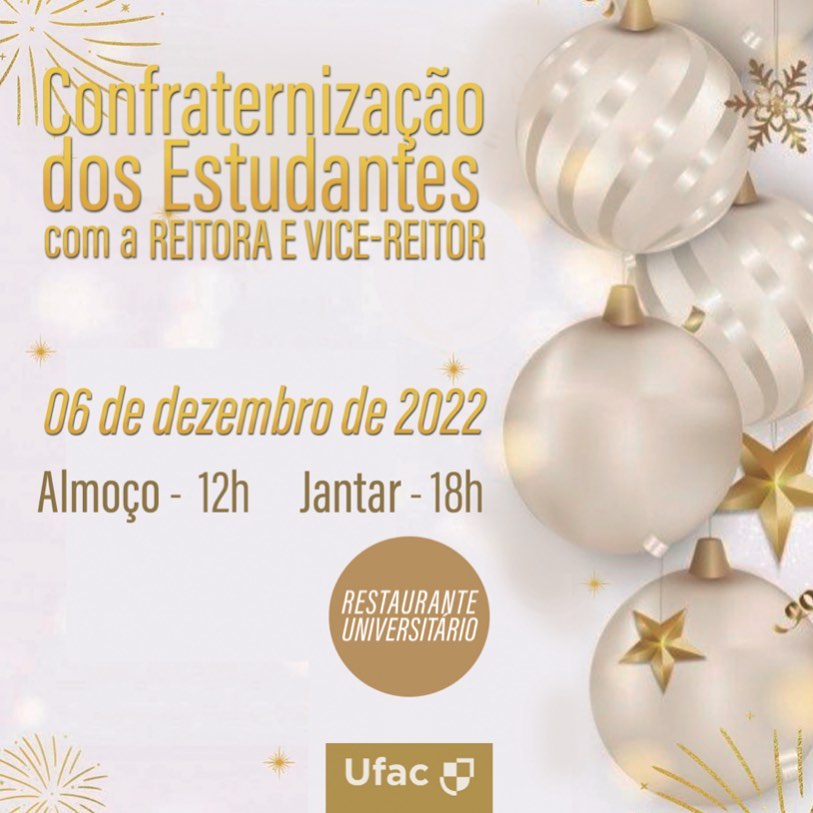 Confraternização
dos Estudantes
com a REITORA E VICE-REITOR
06 de dezembro de 2022
Almoço - 12h Jantar - 18h
RESTAURANTE
UNIVERSITÁRIO
Ufac